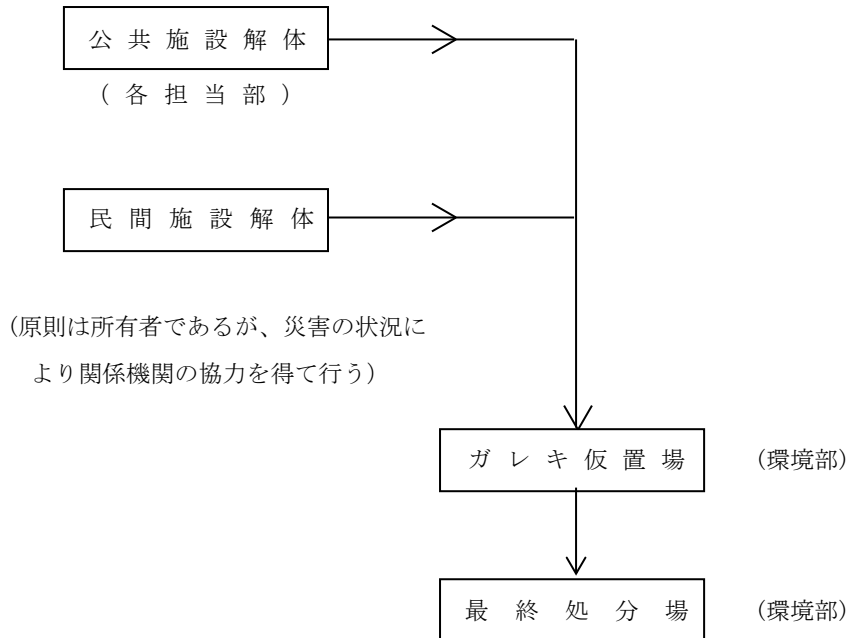 公共施設解体
(各担当部)
民間施設解体
(原則は所有者であるが、災害の状況に
より関係機関の協力を得て行う)
ガレキ仮置場
(環境部)
最終処分場
(環境部)